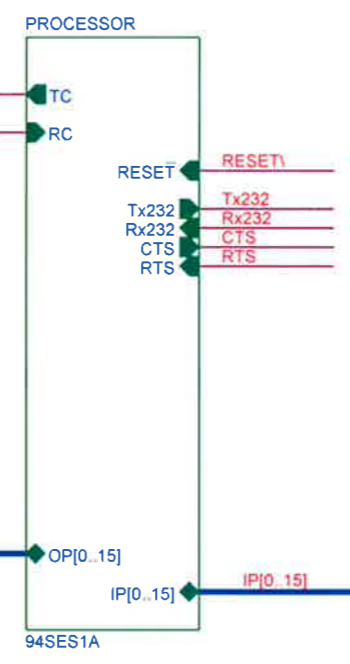 PROCESSOR
TC
RC
RESET
RESET\
Tx232
Tx232
Rx232
Rx232
CTS
CTS
RTS
RTS
OP[0..15]
IP[0..15]
IP[0..15]
94SES1A